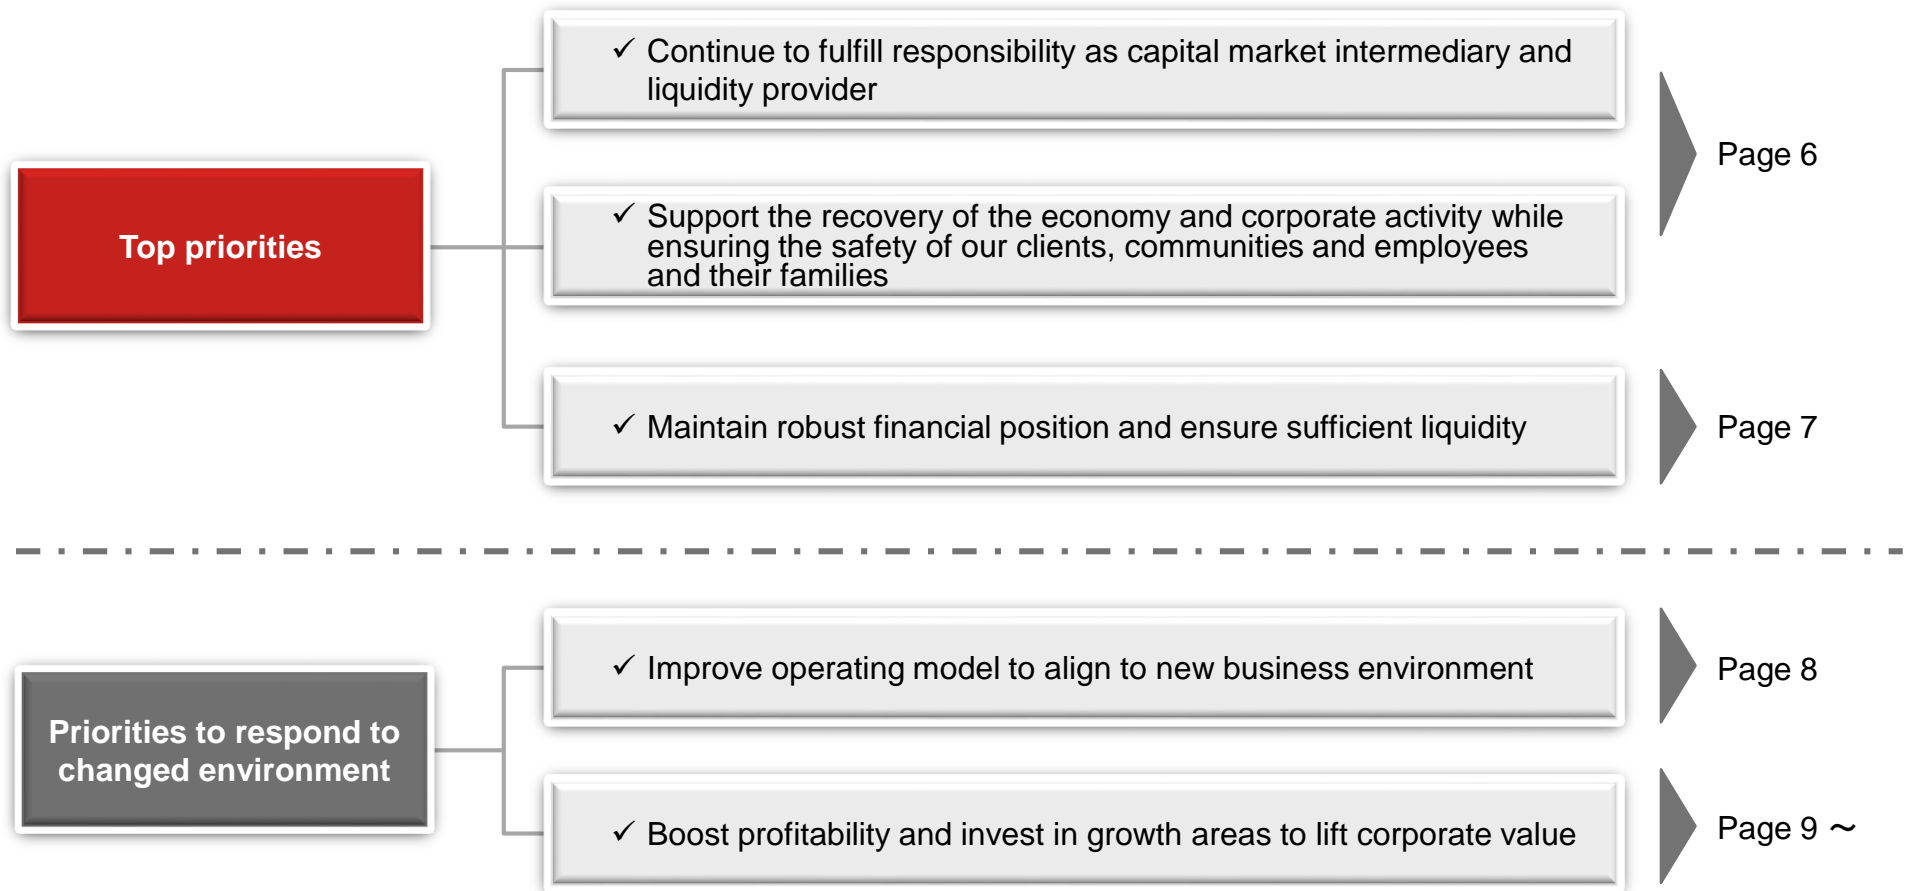 ✓ Continue to fulfill responsibility as capital market intermediary and
liquidity provider
Page 6
Top priorities
✓ Support the recovery of the economy and corporate activity while
ensuring the safety of our clients, communities and employees
and their families
✓ Maintain robust financial position and ensure sufficient liquidity
Page 7
✓ Improve operating model to align to new business environment
Page 8
Priorities to respond to
changed environment
✓ Boost profitability and invest in growth areas to lift corporate value
Page 9 ～